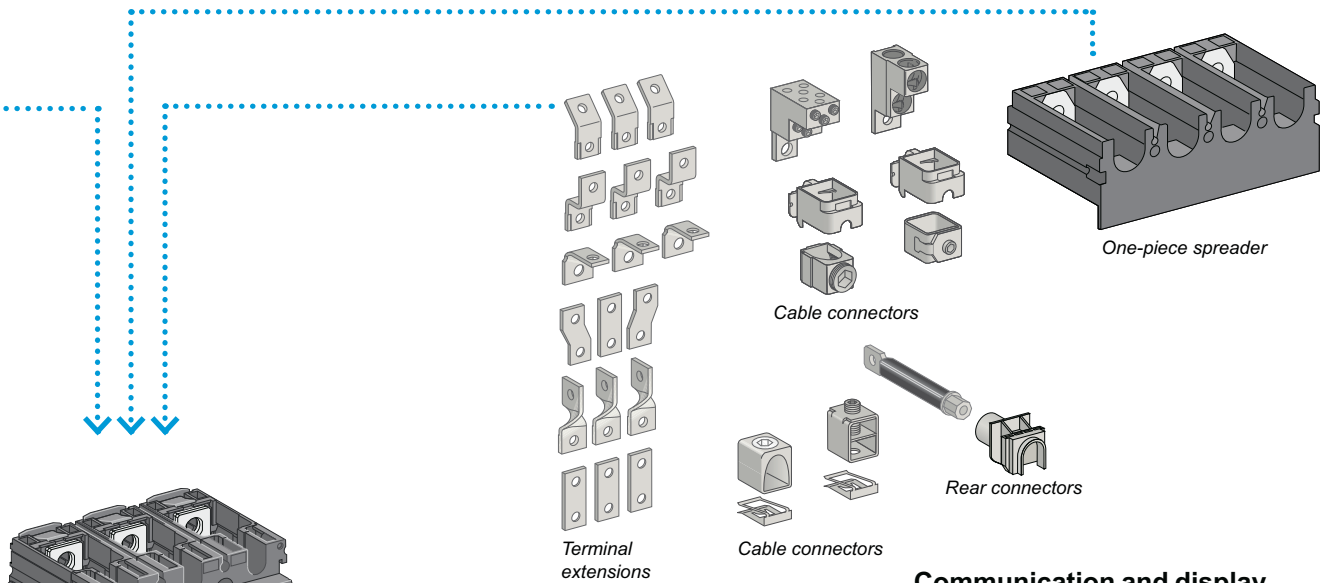 One-piece spreader
Cable connectors
Rear connectors
Terminal
extensions
Cable connectors
Communication and display